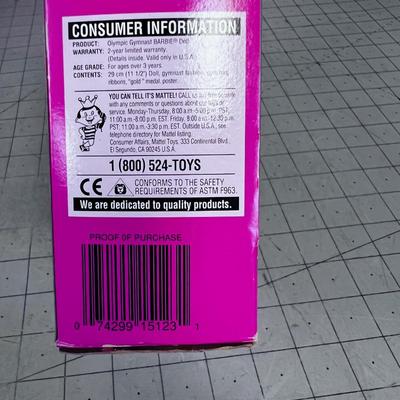 CONSUMER INFORMATION
PRODUCT: Olympic Gymnast BARBIE® Doll
WARRANTY: 2-year limited warranty.
(Details inside. Valid only in U.S.A.
AGE GRADE: For ages over 3 years.
CONTENTS: 29 cm (11 1/2") Doll, gymnast fashion,
ribbons, "gold" medal, poster.
YOU CAN TELL IT'S MATTEL! CALL us
with any comments or questions about our
service. Monday-Thursday, 8:00 a.m.-5:00 p.m. PST,
11:00 a.m.-8:00 p.m. EST. Friday, 8:00 a.m.-12:30 p.m.
PST, 11:00 a.m.-3:30 p.m. EST. Outside U.S.A., see
telephone directory for Mattel listing.
Consumer Affairs, Mattel Toys, 333 Continental Blvd.,
El Segundo, CA 90245 U.S.A.
1 (800) 524-TOYS
CE CONFORMS TO THE SAFETY
REQUIREMENTS OF ASTM F963.
We are dedicated to quality products.
PROOF OF PURCHASE
0 74299 15123 1